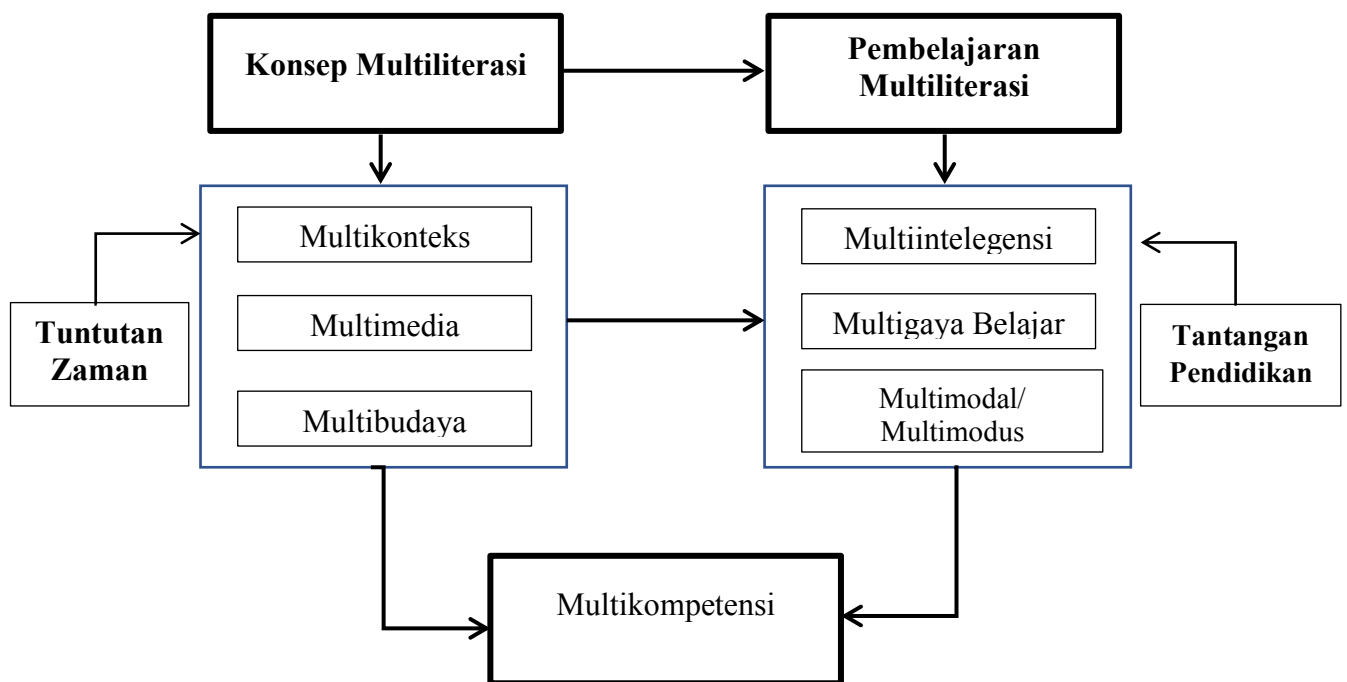 Konsep Multiliterasi
Pembelajaran
Multiliterasi
Multikonteks
Multimedia
Multibudaya
Multiintelegensi
Multigaya Belajar
Multimodal/
Multimodus
Tuntutan
Zaman
Tantangan
Pendidikan
Multikompetensi